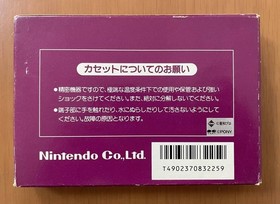 カセットについてのお願い
●精密機器ですので、極端な温度条件下での使用や保管および強い
ショックをさけてください。また、絶対に分解しないでください。
●端子部に手を触れたり、水にぬらしたりして汚さないようにして
ください。故障の原因となります。
©PONY
Nintendo Co.,Ltd.
T4902370832259